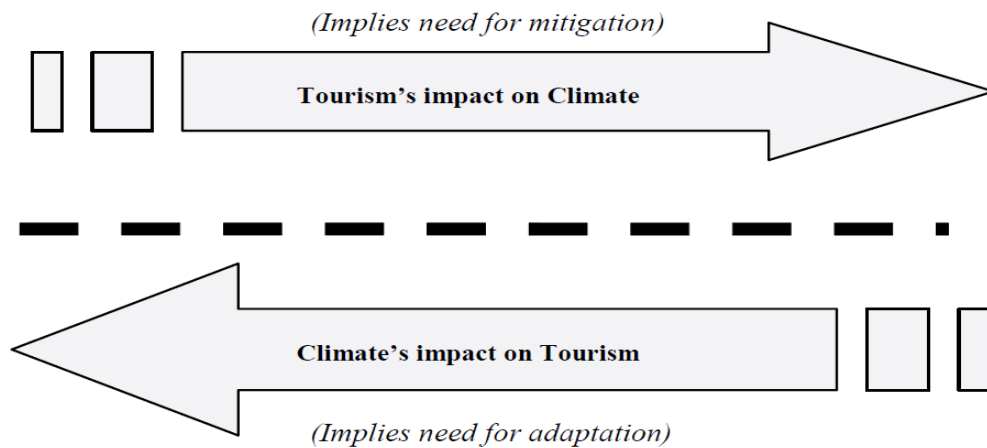 (Implies need for mitigation)
Tourism’s impact on Climate
Climate’s impact on Tourism
(Implies need for adaptation)